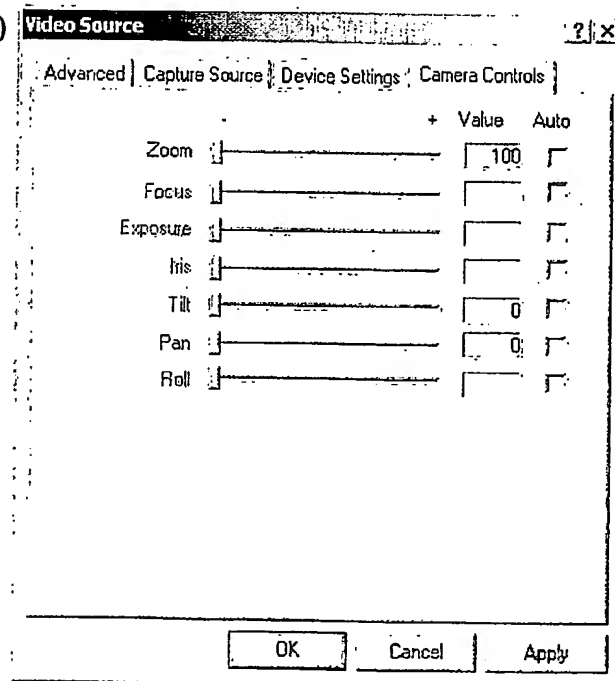 )
Video Source ? X
Advanced Capture Source Device Settings Camera Controls
- + Value Auto
Zoom 100
Focus
Exposure
Iris
Tilt 0
Pan 0
Roll
OK Cancel Apply